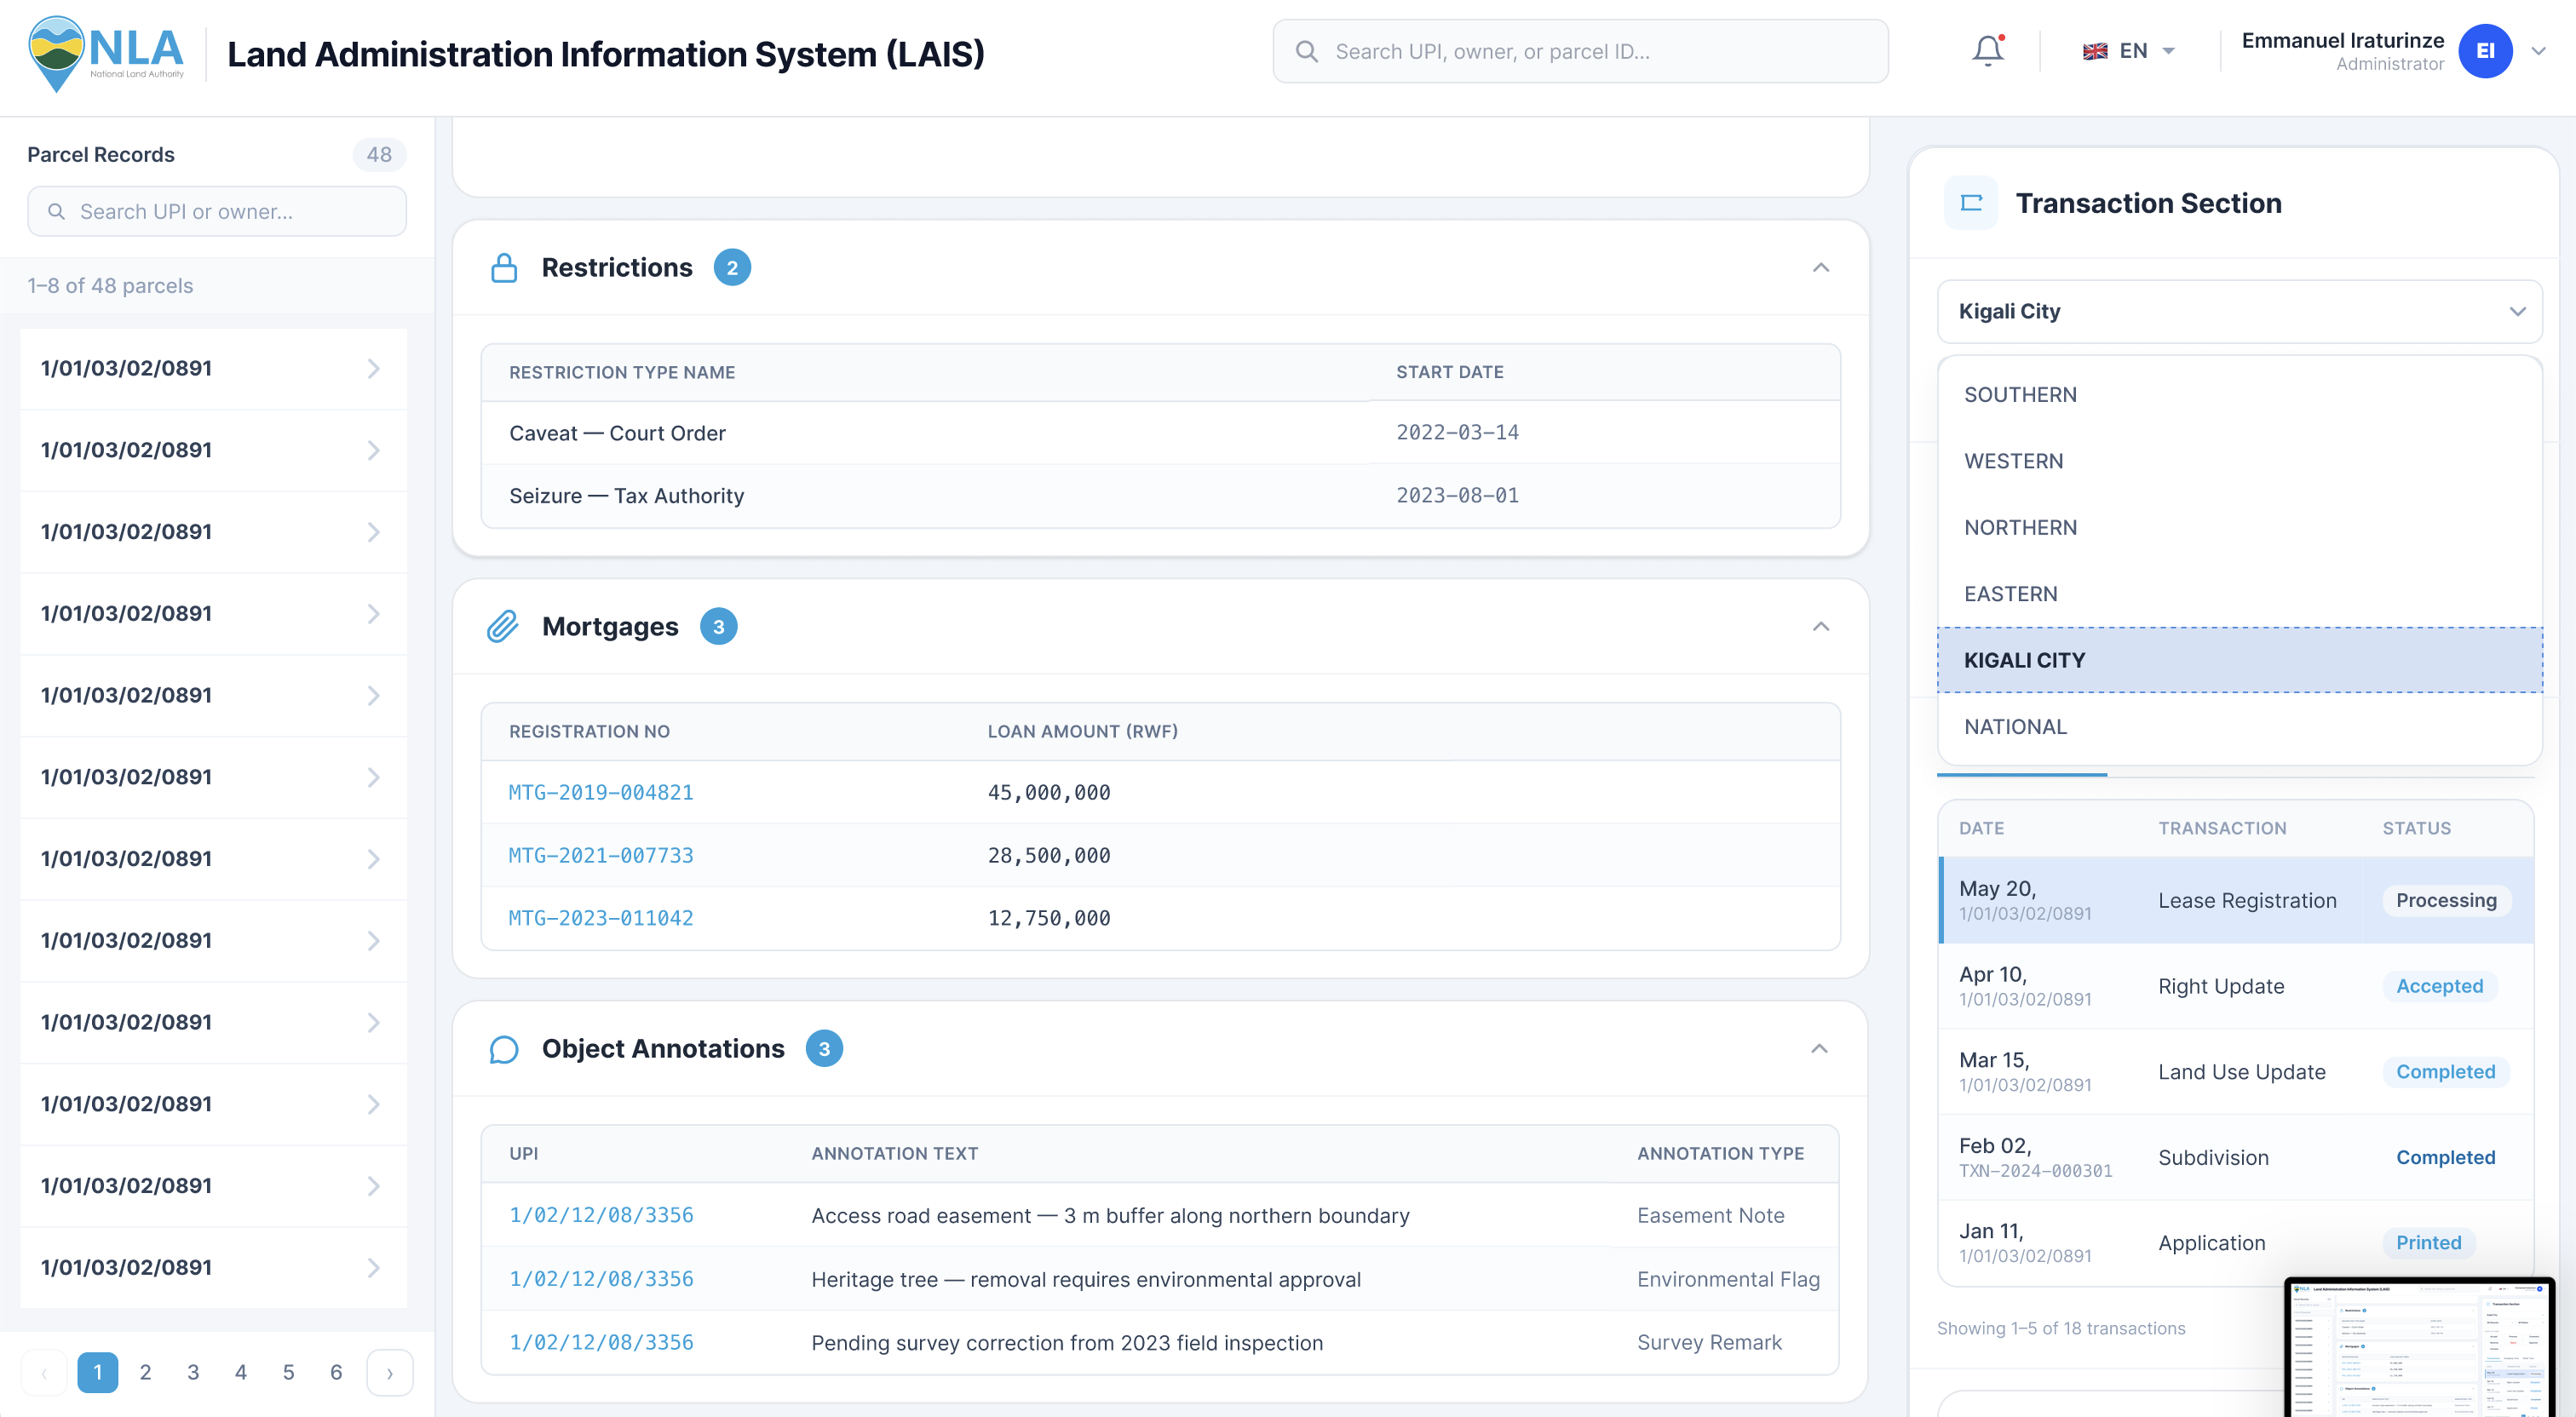 NLA
National Land Authority
Land Administration Information System (LAIS)
Search UPI, owner, or parcel ID...
EN
Emmanuel Iraturinze
Administrator
EI
Parcel Records
48
Search UPI or owner...
1–8 of 48 parcels
1/01/03/02/0891
1/01/03/02/0891
1/01/03/02/0891
1/01/03/02/0891
1/01/03/02/0891
1/01/03/02/0891
1/01/03/02/0891
1/01/03/02/0891
1/01/03/02/0891
1/01/03/02/0891
1/01/03/02/0891
1/01/03/02/0891
‹ 1 2 3 4 5 6 ›
Restrictions 2
RESTRICTION TYPE NAME START DATE
Caveat — Court Order 2022-03-14
Seizure — Tax Authority 2023-08-01
Mortgages 3
REGISTRATION NO LOAN AMOUNT (RWF)
MTG-2019-004821 45,000,000
MTG-2021-007733 28,500,000
MTG-2023-011042 12,750,000
Object Annotations 3
UPI ANNOTATION TEXT ANNOTATION TYPE
1/02/12/08/3356 Access road easement — 3 m buffer along northern boundary Easement Note
1/02/12/08/3356 Heritage tree — removal requires environmental approval Environmental Flag
1/02/12/08/3356 Pending survey correction from 2023 field inspection Survey Remark
Transaction Section
Kigali City
SOUTHERN
WESTERN
NORTHERN
EASTERN
KIGALI CITY
NATIONAL
DATE TRANSACTION STATUS
May 20,
1/01/03/02/0891
Lease Registration Processing
Apr 10,
1/01/03/02/0891
Right Update Accepted
Mar 15,
1/01/03/02/0891
Land Use Update Completed
Feb 02,
TXN-2024-000301
Subdivision Completed
Jan 11,
1/01/03/02/0891
Application Printed
Showing 1–5 of 18 transactions
Land Administration Information System (LAIS)